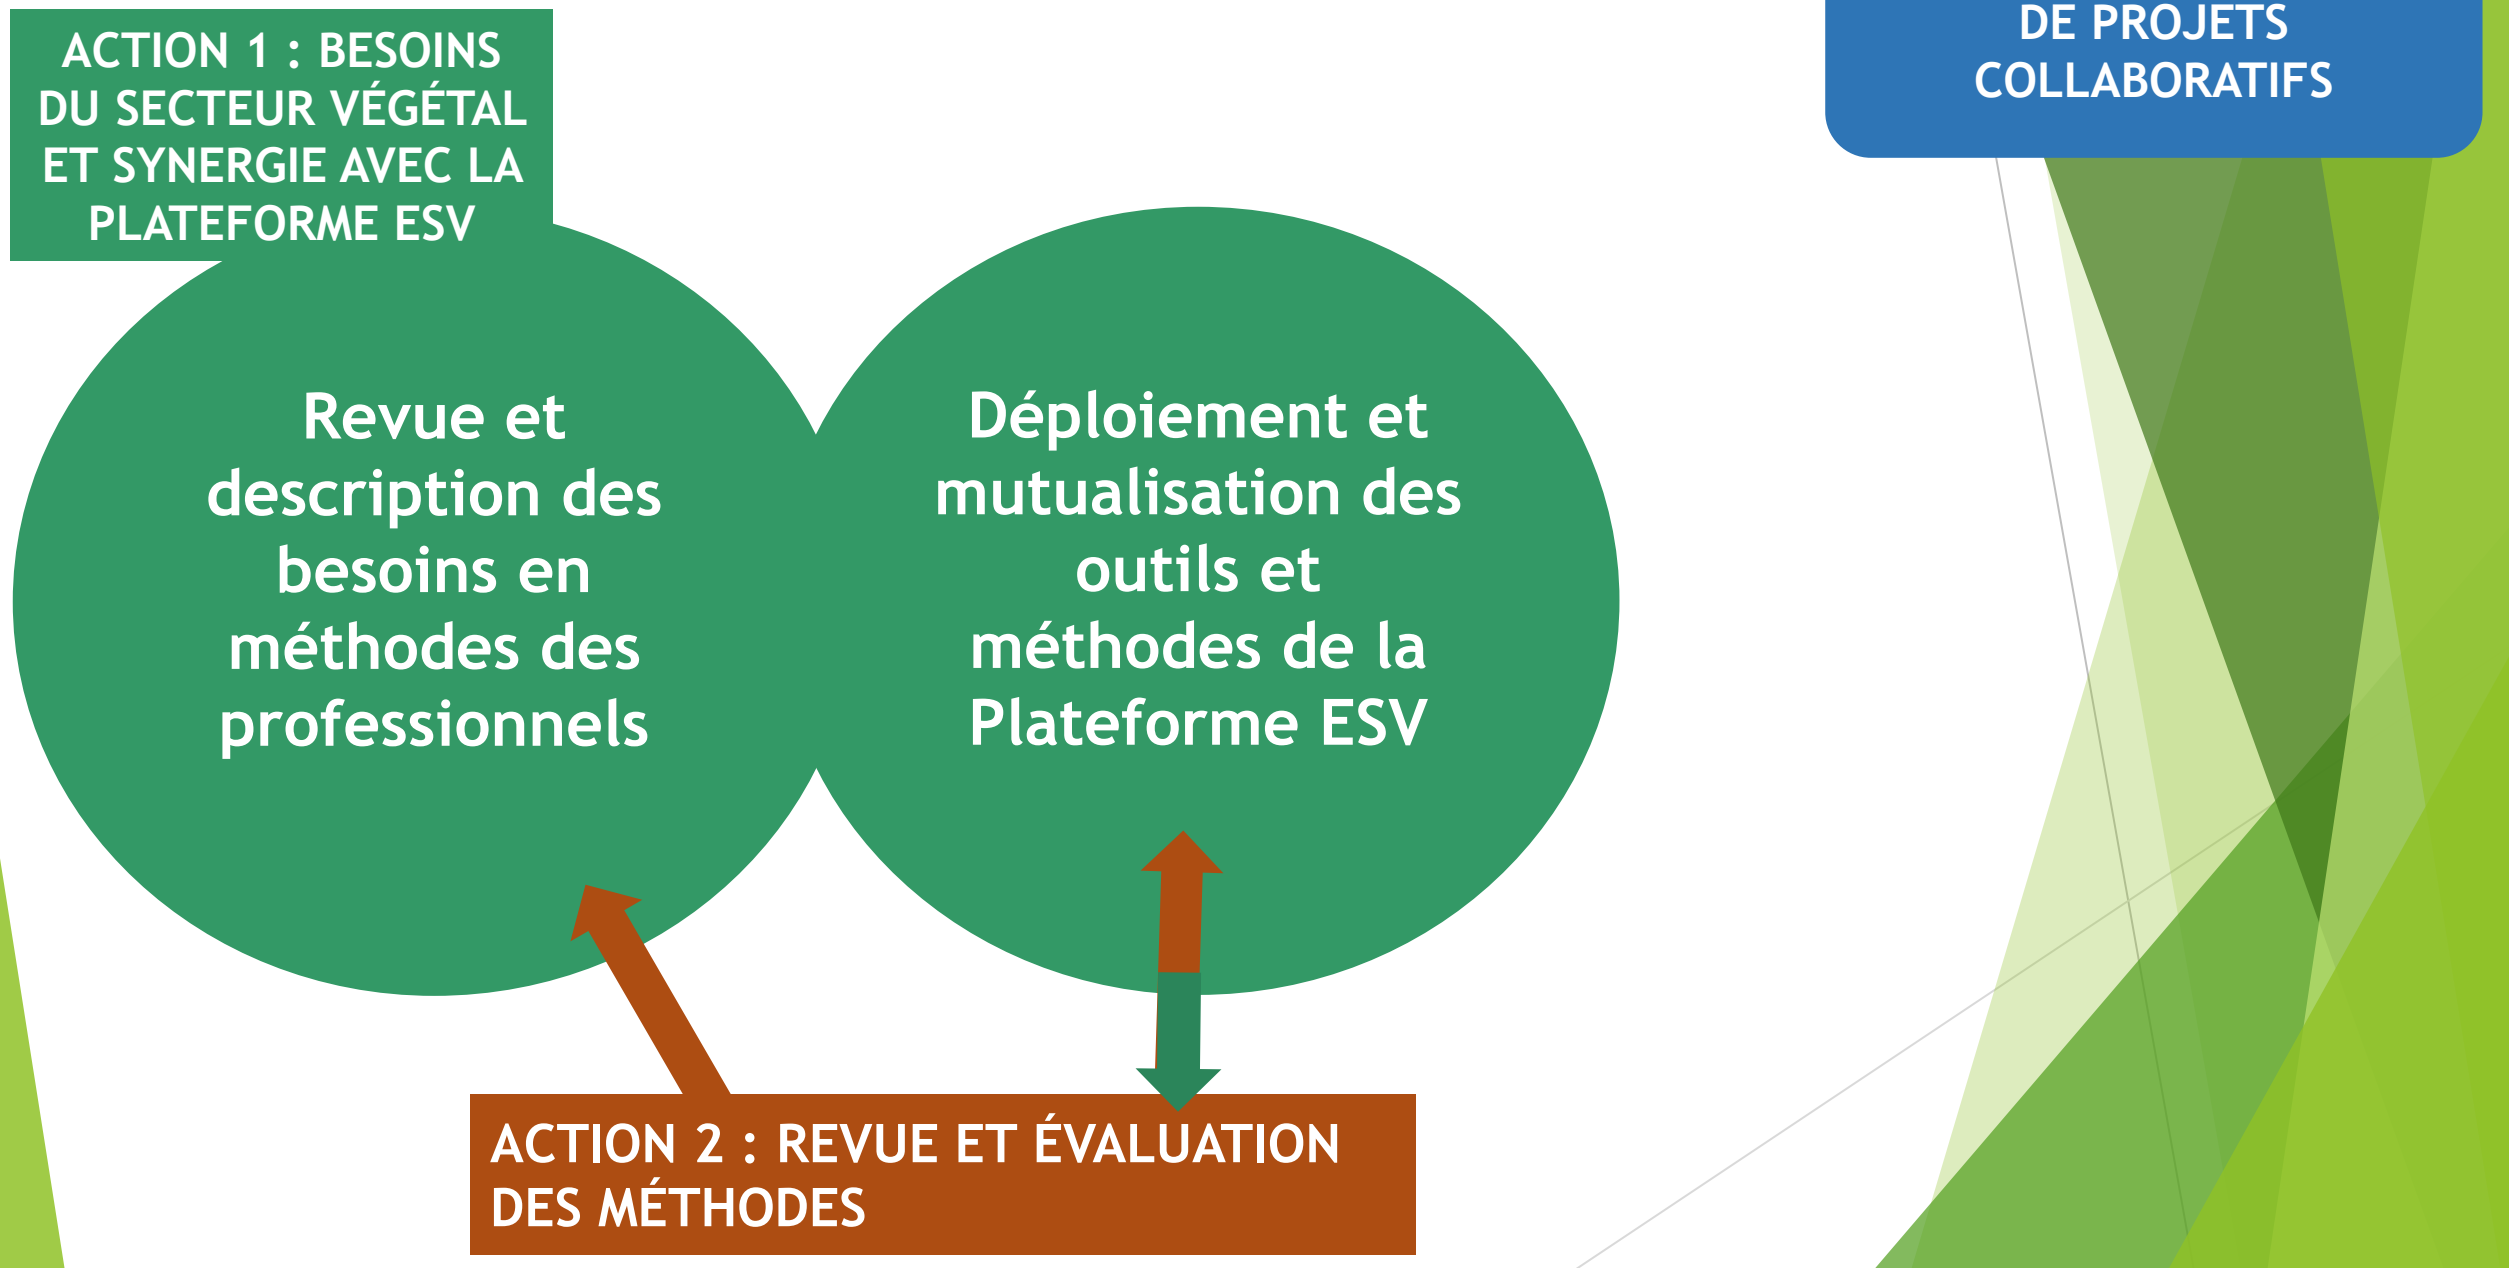 ACTION 1 : BESOINS
DU SECTEUR VÉGÉTAL
ET SYNERGIE AVEC LA
PLATEFORME ESV
DE PROJETS
COLLABORATIFS
Revue et
description des
besoins en
méthodes des
professionnels
Déploiement et
mutualisation des
outils et
méthodes de la
Plateforme ESV
ACTION 2 : REVUE ET ÉVALUATION
DES MÉTHODES